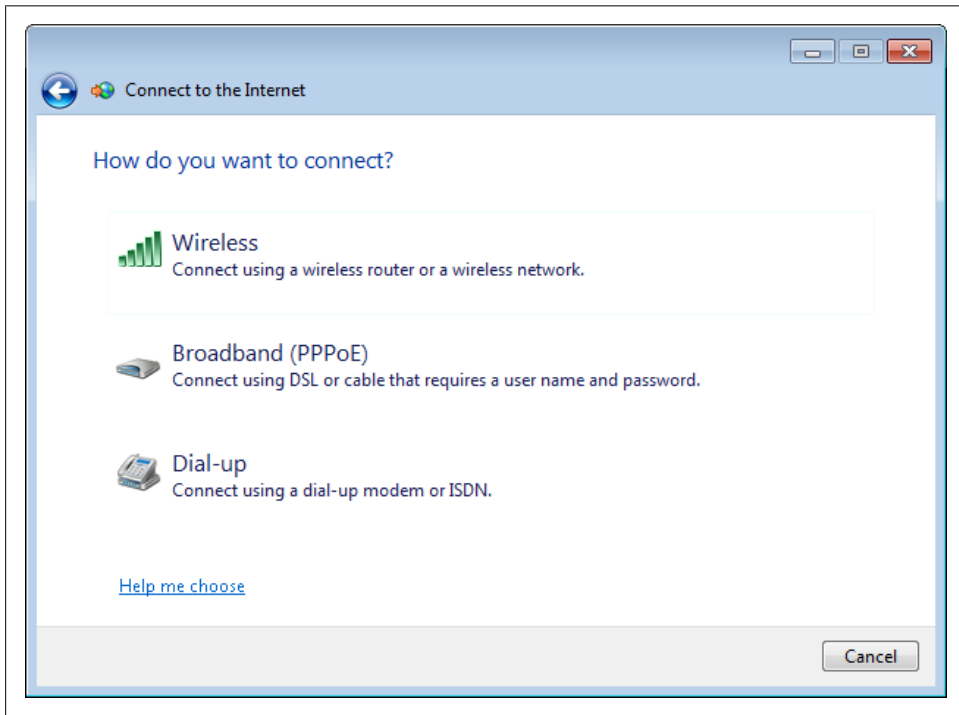 Connect to the Internet
How do you want to connect?
Wireless
Connect using a wireless router or a wireless network.
Broadband (PPPoE)
Connect using DSL or cable that requires a user name and password.
Dial-up
Connect using a dial-up modem or ISDN.
Help me choose
Cancel